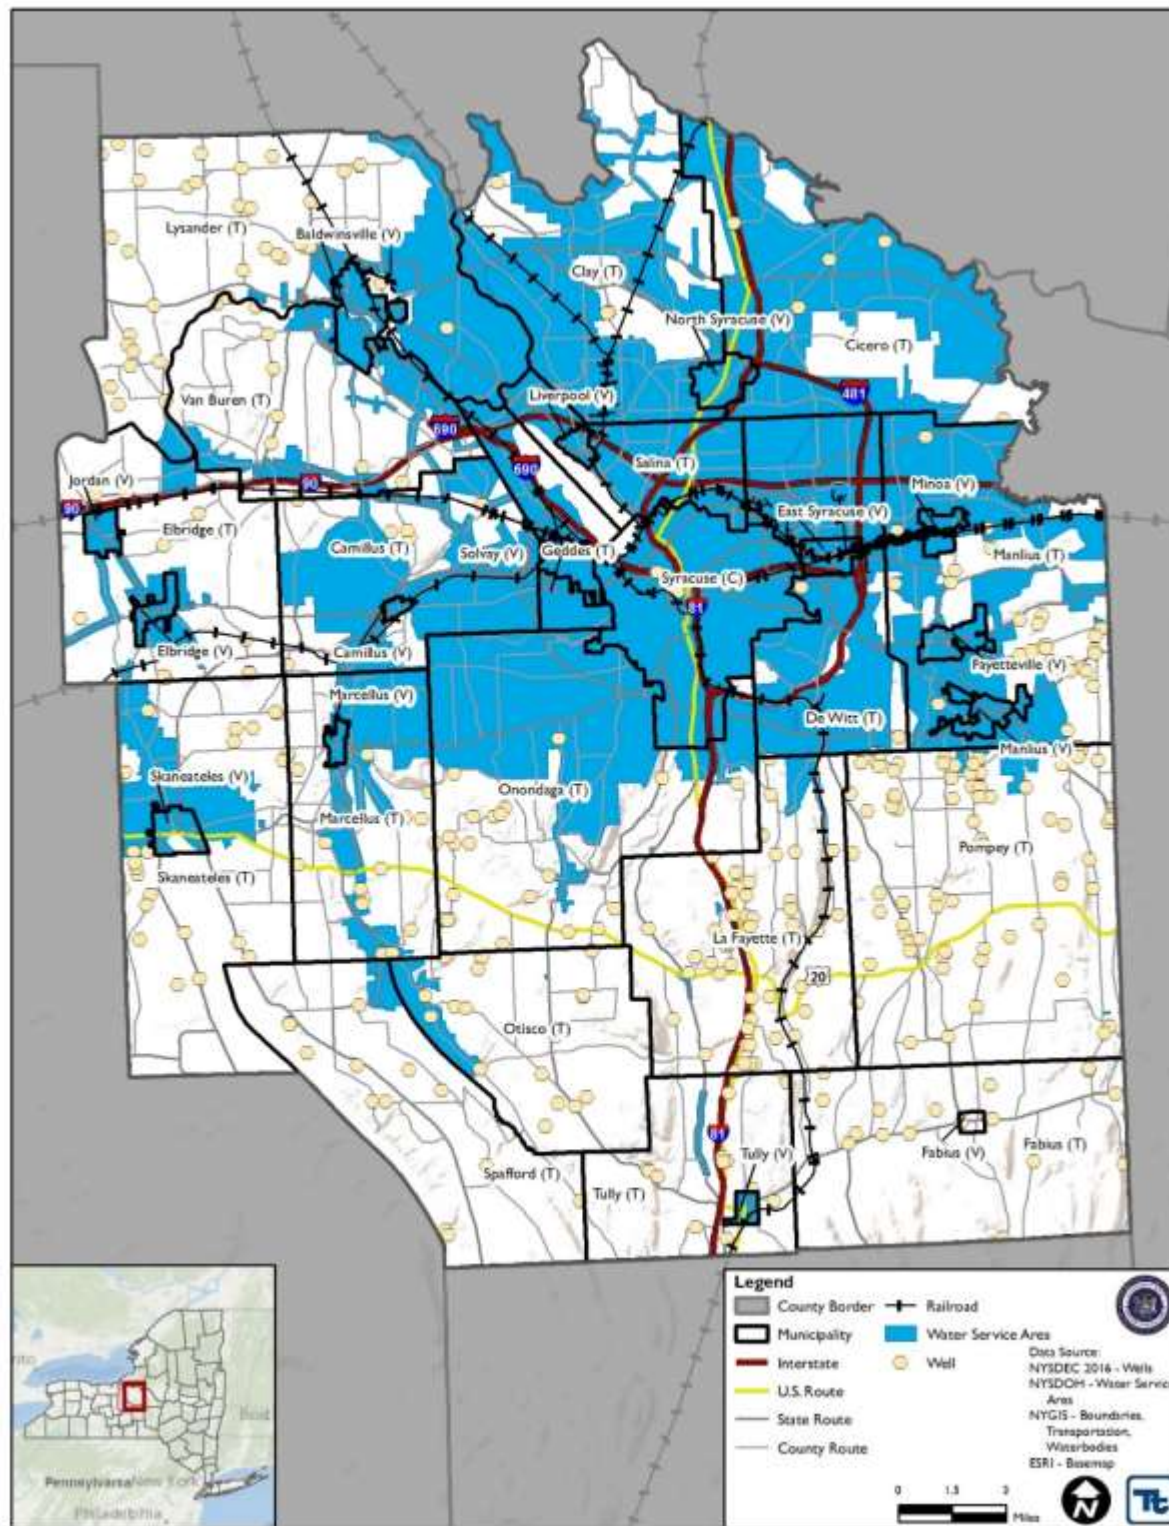 Lysander (T)
Baldwinsville (V)
Clay (T)
North Syracuse (V)
Cicero (T)
Van Buren (T)
Liverpool (V)
481
690
690
Salina (T)
Jordan (V)
90
90
Minoa (V)
East Syracuse (V)
Elbridge (T)
Camillus (T)
Solvay (V)
Geddes (T)
Manlius (T)
Syracuse (C)
81
Elbridge (V)
Camillus (V)
Fayetteville (V)
Marcellus (V)
De Witt (T)
Manlius (V)
Skaneateles (V)
Onondaga (T)
Marcellus (T)
Pompey (T)
Skaneateles (T)
La Fayette (T)
20
Otisco (T)
81
Tully (V)
Fabius (V)
Fabius (T)
Spafford (T)
Tully (T)
Pennsylvania
New York
Philadelphia
Legend
County Border
Railroad
Municipality
Water Service Area
Interstate
Well
U.S. Route
State Route
County Route
Data Source:
NYSDEC 2016 - Wells
NYSDOH - Water Service
Area
NYGIS - Boundaries,
Transportation,
Waterbodies
ESRI - Basemap
0 1.5 3
Miles
N
Tt